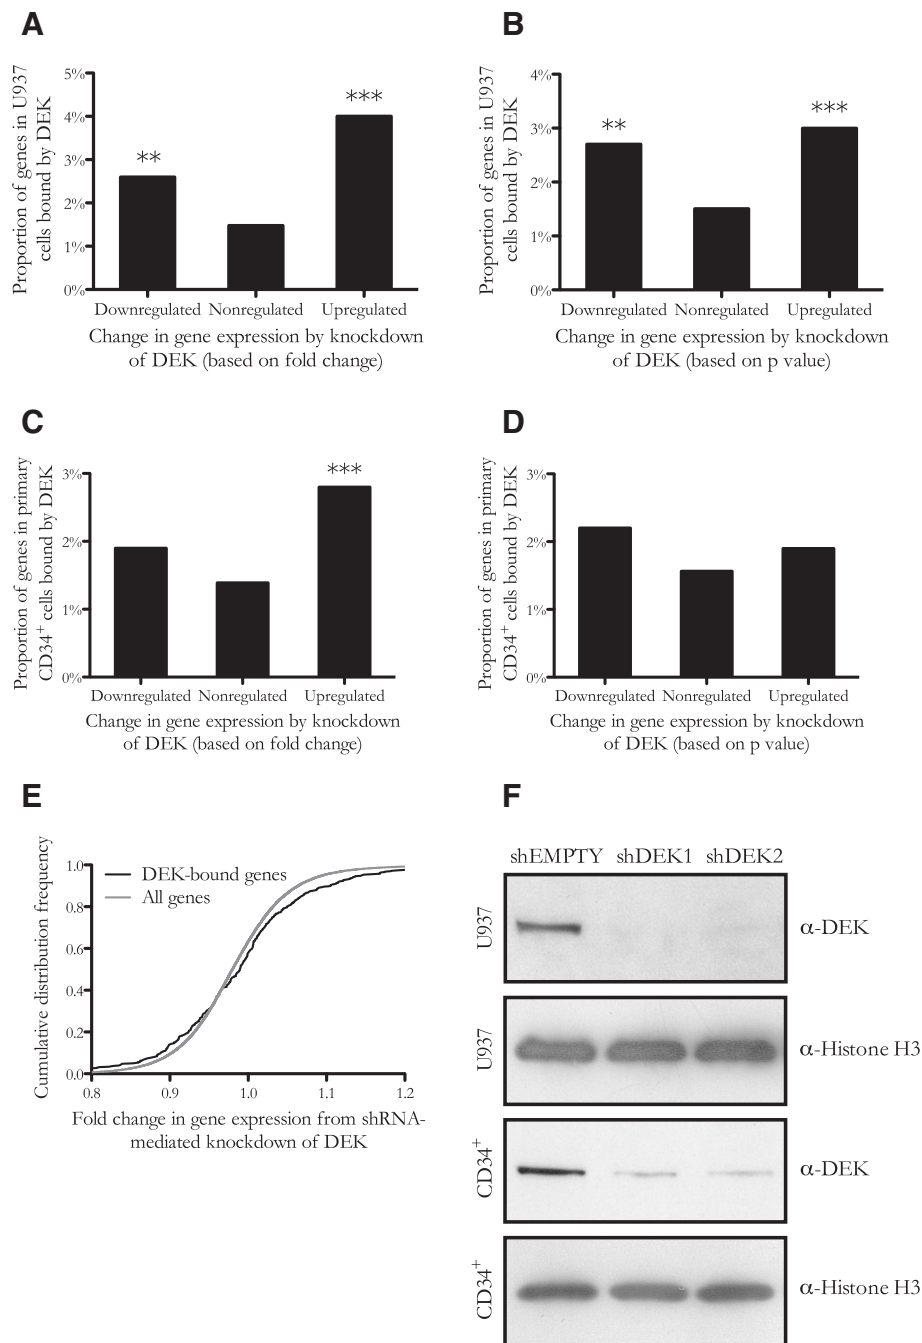 A
Proportion of genes in U937
cells bound by DEK
5%
4%
3%
2%
1%
0%
**
***
Downregulated Nonregulated Upregulated
Change in gene expression by knockdown
of DEK (based on fold change)
B
Proportion of genes in U937
cells bound by DEK
4%
3%
2%
1%
0%
**
***
Downregulated Nonregulated Upregulated
Change in gene expression by knockdown
of DEK (based on p value)
C
Proportion of genes in primary
CD34+ cells bound by DEK
3%
2%
1%
0%
***
Downregulated Nonregulated Upregulated
Change in gene expression by knockdown
of DEK (based on fold change)
D
Proportion of genes in primary
CD34+ cells bound by DEK
3%
2%
1%
0%
Downregulated Nonregulated Upregulated
Change in gene expression by knockdown
of DEK (based on p value)
E
Cumulative distribution frequency
1.0
0.8
0.6
0.4
0.2
0.0
DEK-bound genes
All genes
0.8 0.9 1.0 1.1 1.2
Fold change in gene expression from shRNA-
mediated knockdown of DEK
F
shEMPTY shDEK1 shDEK2
U937
α-DEK
U937
α-Histone H3
CD34+
α-DEK
CD34+
α-Histone H3